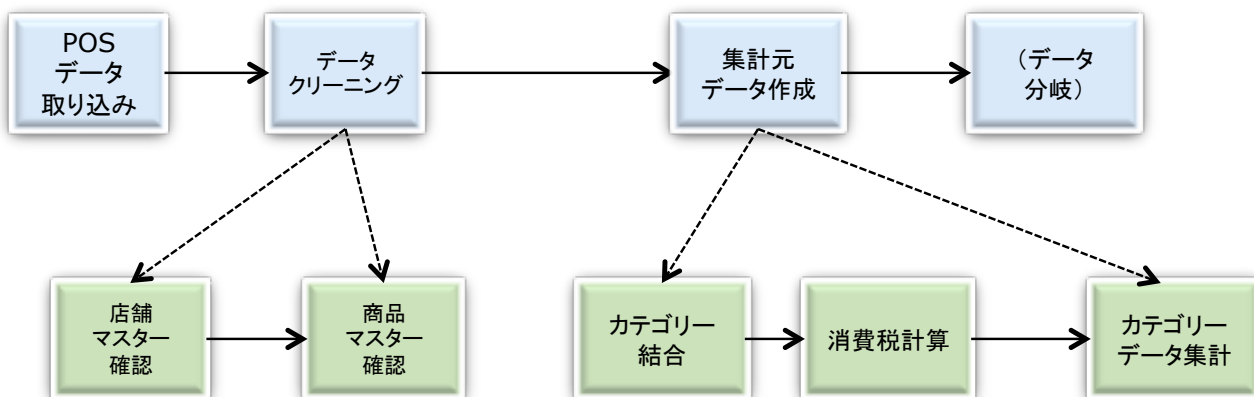 POS
データ
取り込み
データ
クリーニング
集計元
データ作成
（データ
分岐）
店舗
マスター
確認
商品
マスター
確認
カテゴリー
結合
消費税計算
カテゴリー
データ集計